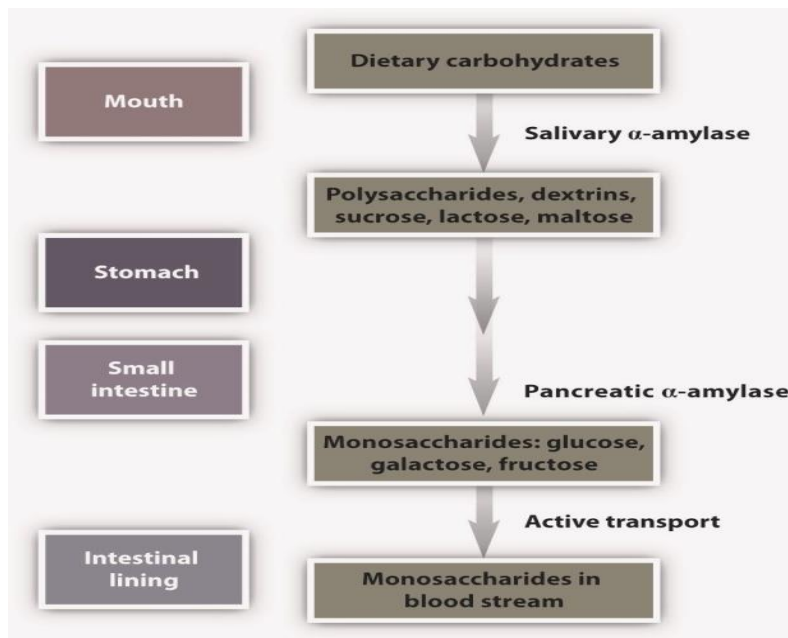 Dietary carbohydrates
Mouth
Salivary α-amylase
Polysaccharides, dextrins,
sucrose, lactose, maltose
Stomach
Small
intestine
Pancreatic α-amylase
Monosaccharides: glucose,
galactose, fructose
Active transport
Intestinal
lining
Monosaccharides in
blood stream